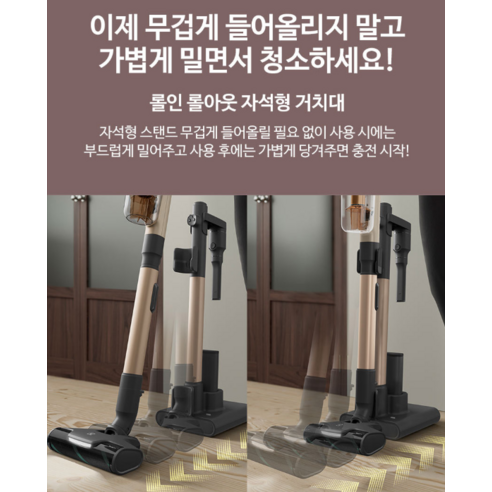 이제 무겁게 들어올리지 말고
가볍게 밀면서 청소하세요!
롤인 롤아웃 자석형 거치대
자석형 스탠드 무겁게 들어올릴 필요 없이 사용 시에는
부드럽게 밀어주고 사용 후에는 가볍게 당겨주면 충전 시작!